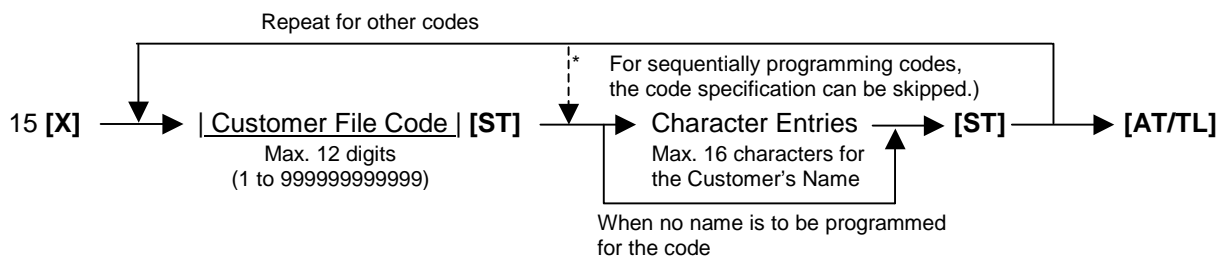 Repeat for other codes
* For sequentially programming codes,
the code specification can be skipped.)
15 [X] | Customer File Code | [ST] Character Entries [ST] [AT/TL]
Max. 12 digits
(1 to 999999999999)
Max. 16 characters for
the Customer's Name
When no name is to be programmed
for the code